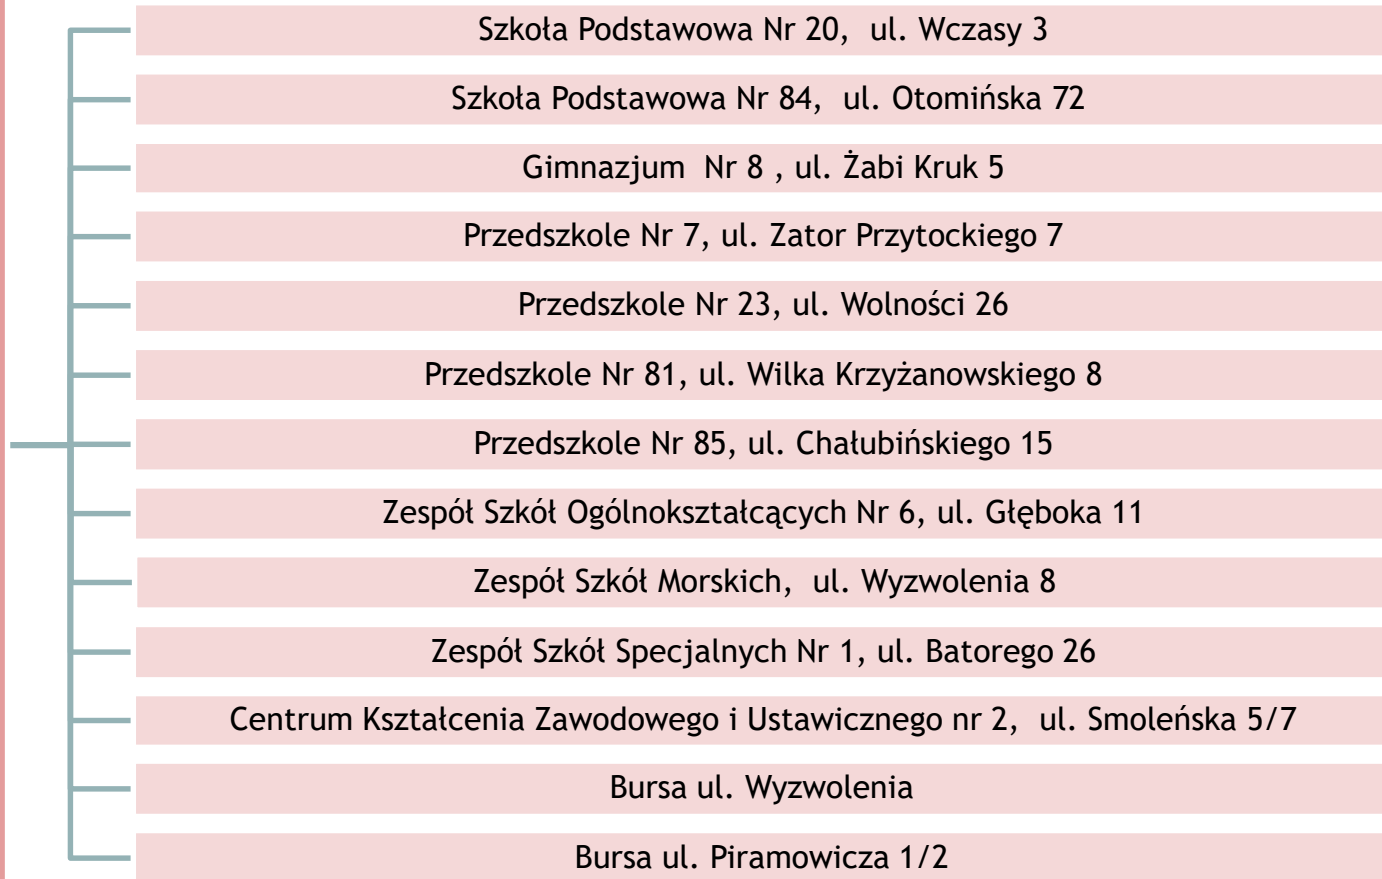 Szkoła Podstawowa Nr 20, ul. Wczasy 3
Szkoła Podstawowa Nr 84, ul. Otomińska 72
Gimnazjum Nr 8 , ul. Żabi Kruk 5
Przedszkole Nr 7, ul. Zator Przytockiego 7
Przedszkole Nr 23, ul. Wolności 26
Przedszkole Nr 81, ul. Wilka Krzyżanowskiego 8
Przedszkole Nr 85, ul. Chałubińskiego 15
Zespół Szkół Ogólnokształcących Nr 6, ul. Głęboka 11
Zespół Szkół Morskich, ul. Wyzwolenia 8
Zespół Szkół Specjalnych Nr 1, ul. Batorego 26
Centrum Kształcenia Zawodowego i Ustawicznego nr 2, ul. Smoleńska 5/7
Bursa ul. Wyzwolenia
Bursa ul. Piramowicza 1/2